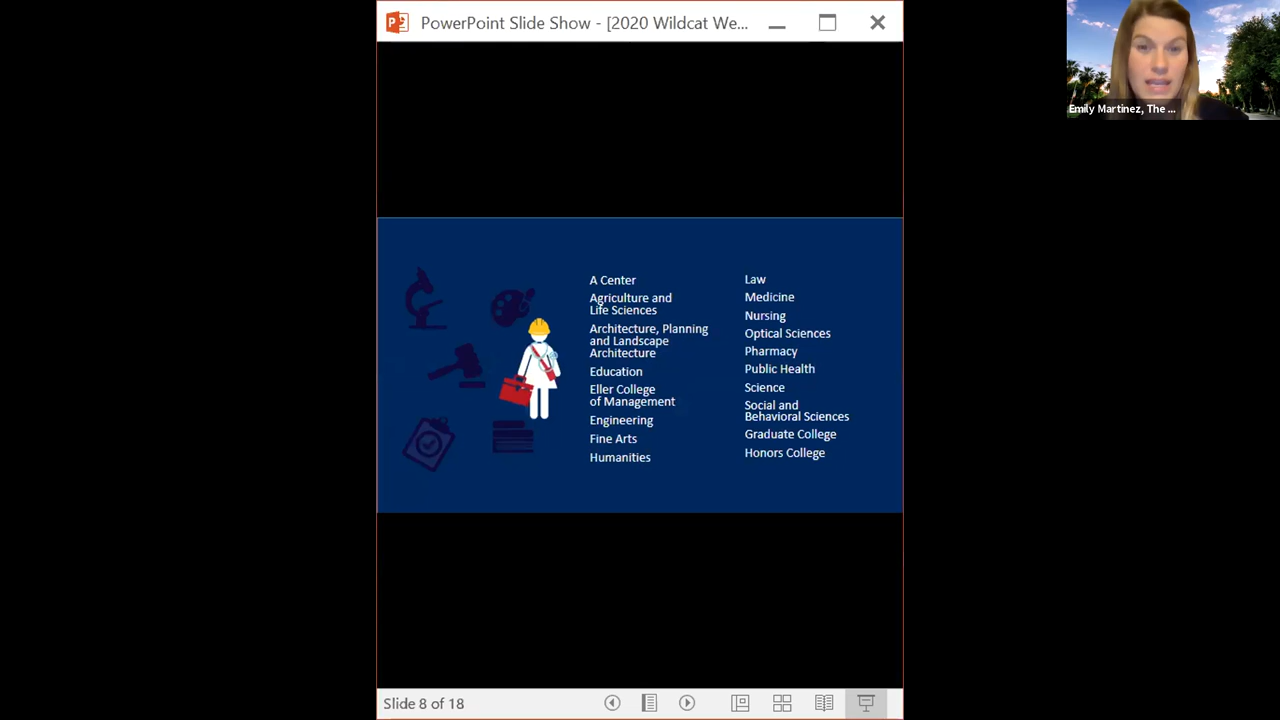 PowerPoint Slide Show - [2020 Wildcat We...
Emily Martinez, The ...
A Center
Agriculture and
Life Sciences
Architecture, Planning
and Landscape
Architecture
Education
Eller College
of Management
Engineering
Fine Arts
Humanities
Law
Medicine
Nursing
Optical Sciences
Pharmacy
Public Health
Science
Social and
Behavioral Sciences
Graduate College
Honors College
Slide 8 of 18